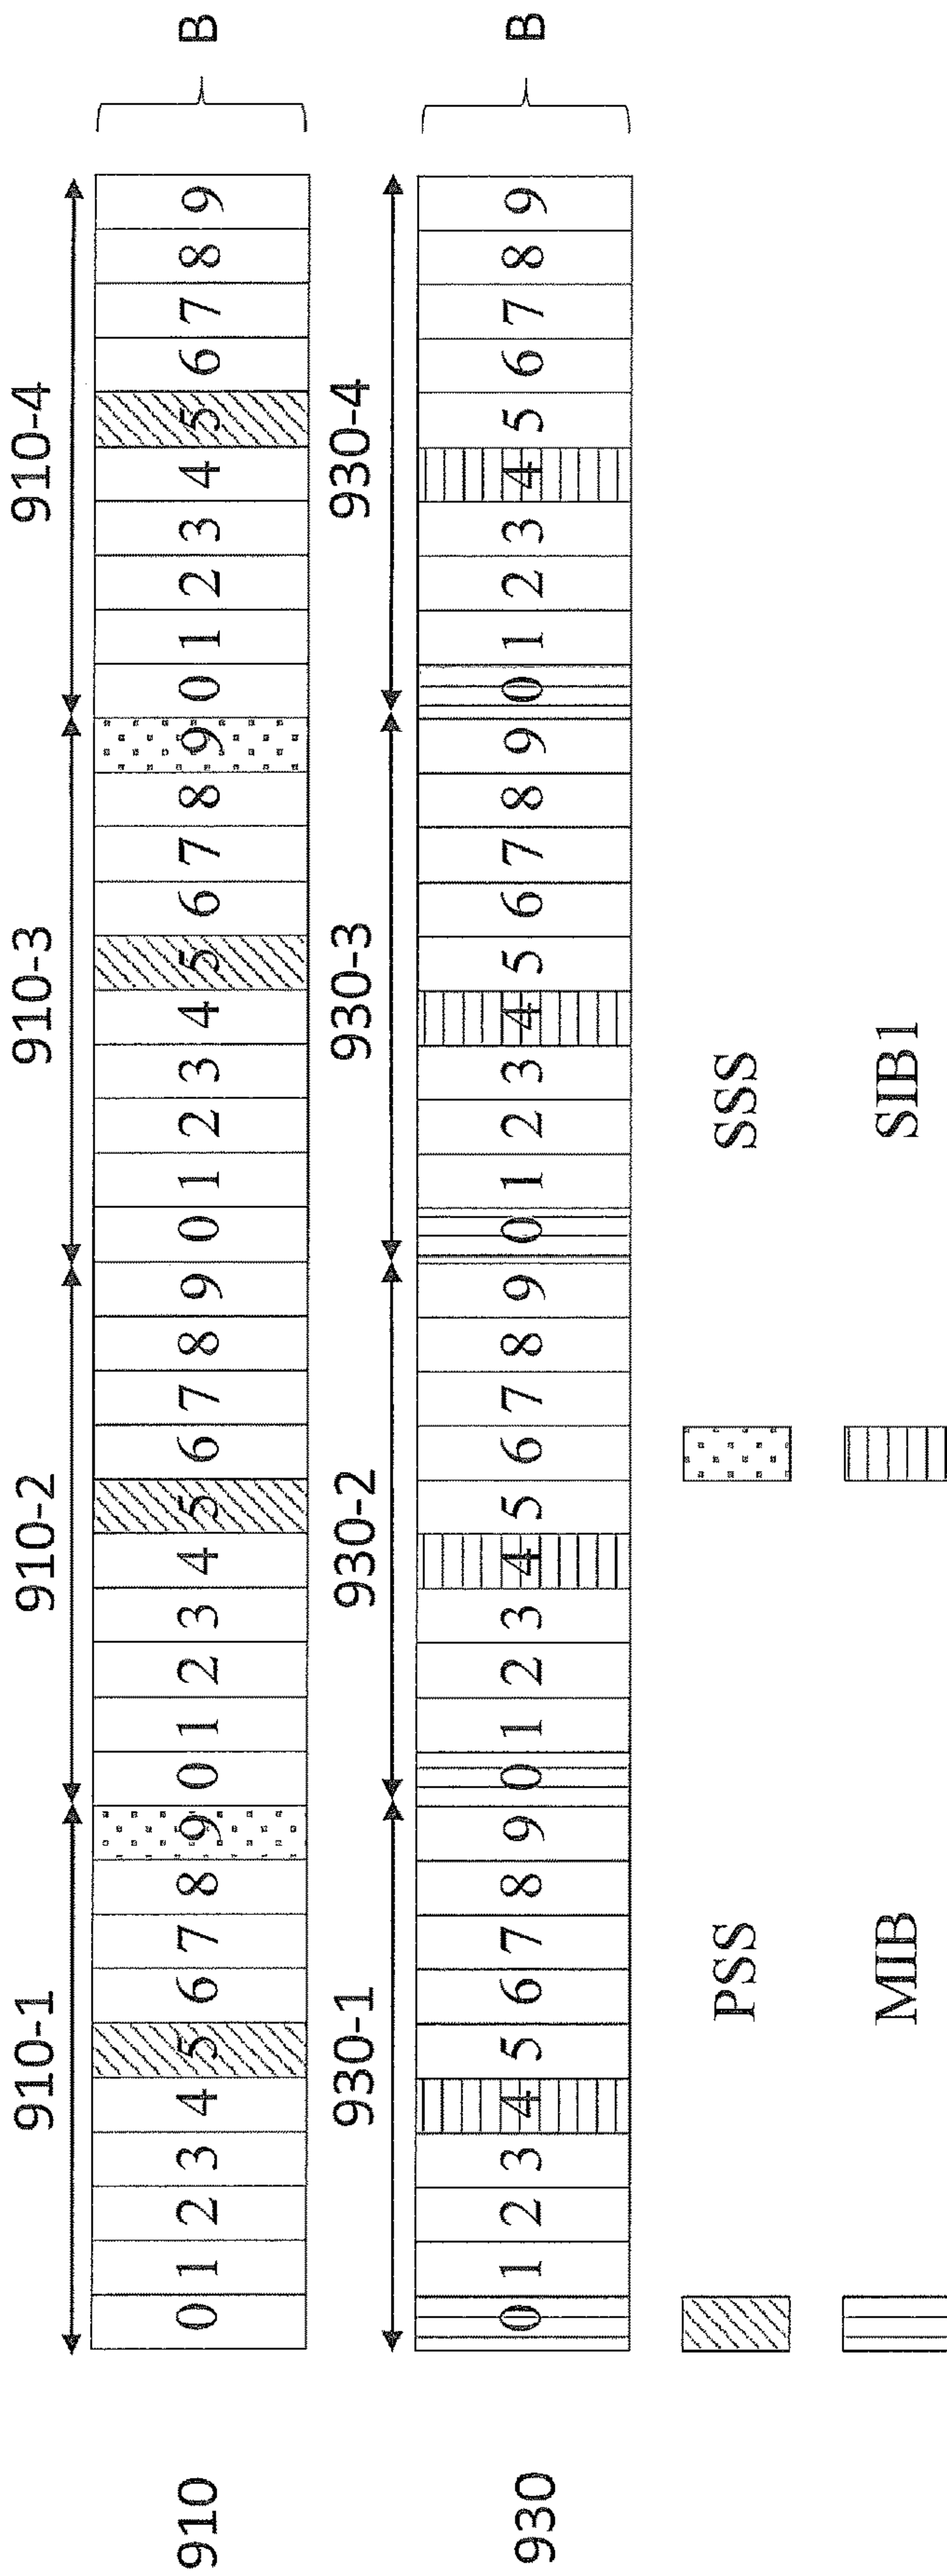 910-1 910-2 910-3 910-4
910 0 1 2 3 4 5 6 7 8 9 0 1 2 3 4 5 6 7 8 9 0 1 2 3 4 5 6 7 8 9 0 1 2 3 4 5 6 7 8 9 B
930-1 930-2 930-3 930-4
930 0 1 2 3 4 5 6 7 8 9 0 1 2 3 4 5 6 7 8 9 0 1 2 3 4 5 6 7 8 9 0 1 2 3 4 5 6 7 8 9 B
PSS SSS
MIB SIB1